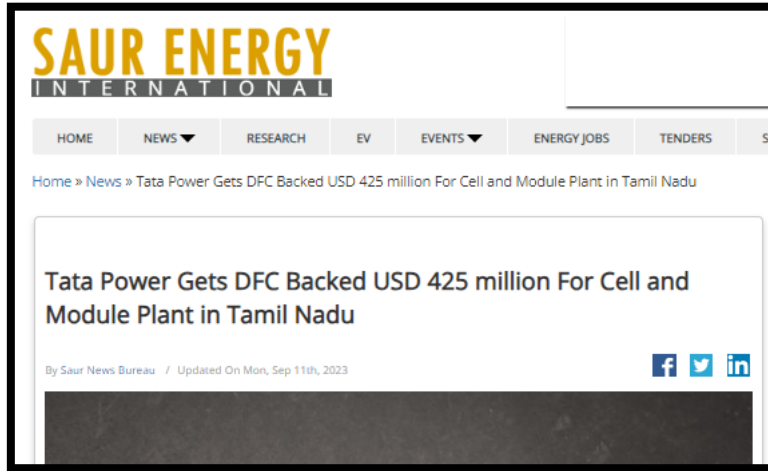 SAUR ENERGY
INTERNATIONAL
HOME NEWS RESEARCH EV EVENTS ENERGY JOBS TENDERS S
Home » News » Tata Power Gets DFC Backed USD 425 million For Cell and Module Plant in Tamil Nadu
Tata Power Gets DFC Backed USD 425 million For Cell and
Module Plant in Tamil Nadu
By Saur News Bureau / Updated On Mon, Sep 11th, 2023